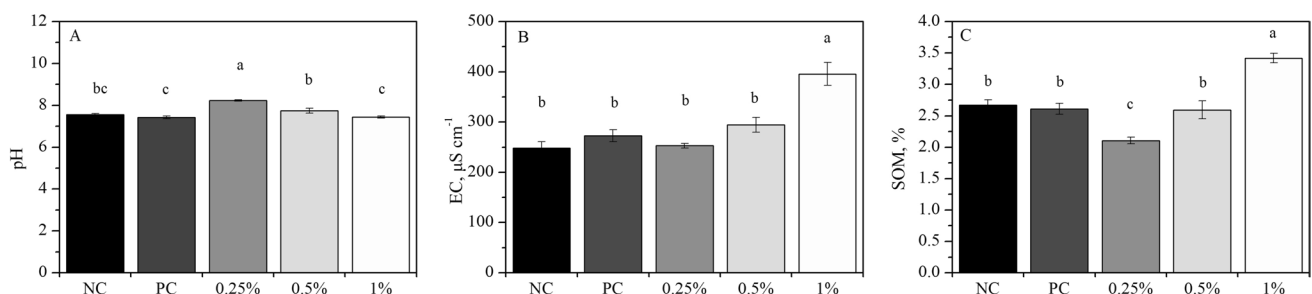 A
pH
12
10
8
6
4
2
0
bc
c
a
b
c
NC
PC
0.25%
0.5%
1%
B
EC, µS cm-1
500
400
300
200
100
0
b
b
b
b
a
NC
PC
0.25%
0.5%
1%
C
SOM, %
4.0
3.5
3.0
2.5
2.0
1.5
1.0
0.5
0.0
b
b
c
b
a
NC
PC
0.25%
0.5%
1%